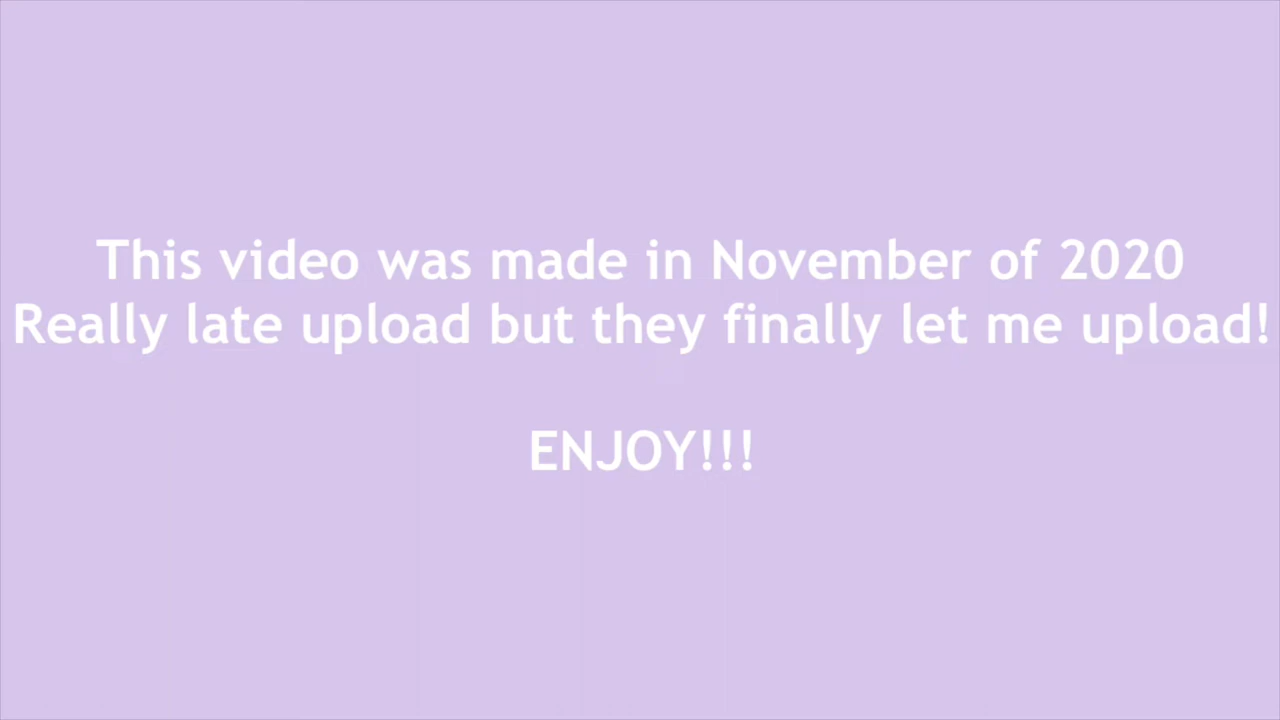 This video was made in November of 2020
Really late upload but they finally let me upload!
ENJOY!!!